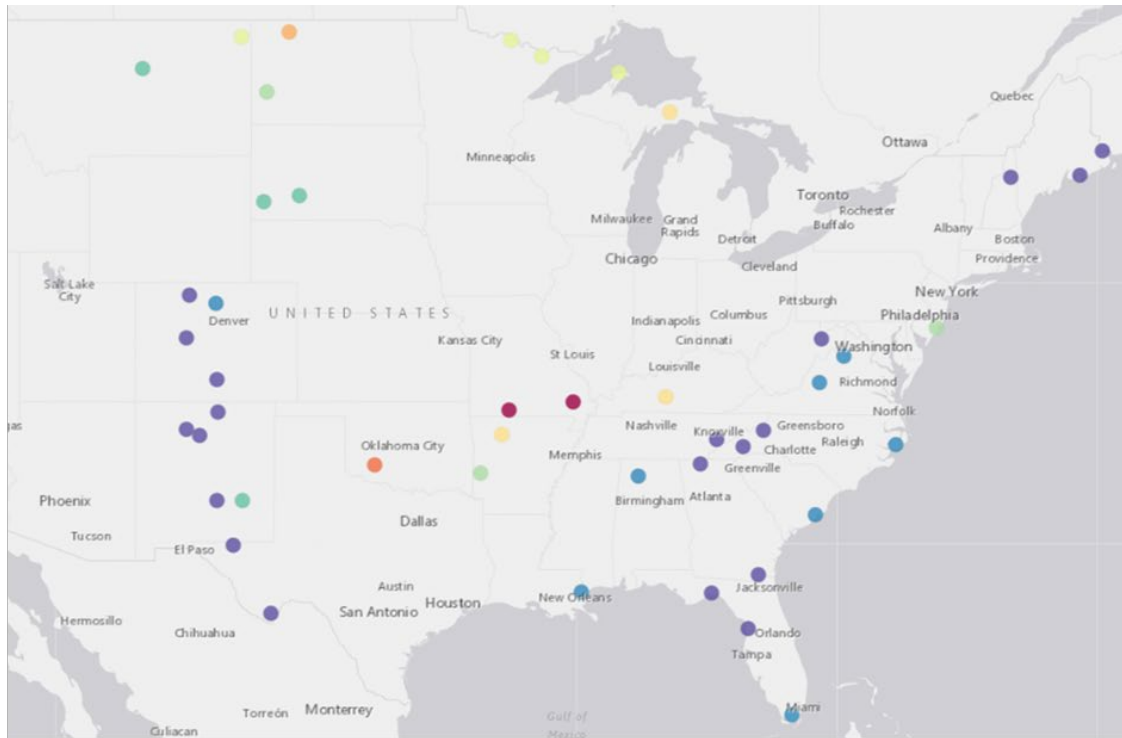 Quebec
Ottawa
Minneapolis
Toronto
Rochester
Milwaukee
Grand
Rapids
Buffalo
Albany
Detroit
Boston
Chicago
Cleveland
Providence
Salt Lake
City
New York
Pittsburgh
UNITED STATES
Denver
Columbus
Philadelphia
Indianapolis
Kansas City
Cincinnati
Washington
St Louis
Louisville
Richmond
Norfolk
Nashville
Knoxville
Greensboro
Oklahoma City
Charlotte
Raleigh
Memphis
Greenville
Phoenix
Birmingham
Atlanta
Dallas
Tucson
El Paso
Austin
Jacksonville
New Orleans
Houston
San Antonio
Hermosillo
Chihuahua
Orlando
Tampa
Miami
Torreón
Monterrey
Gulf of
Mexico
Culiacan